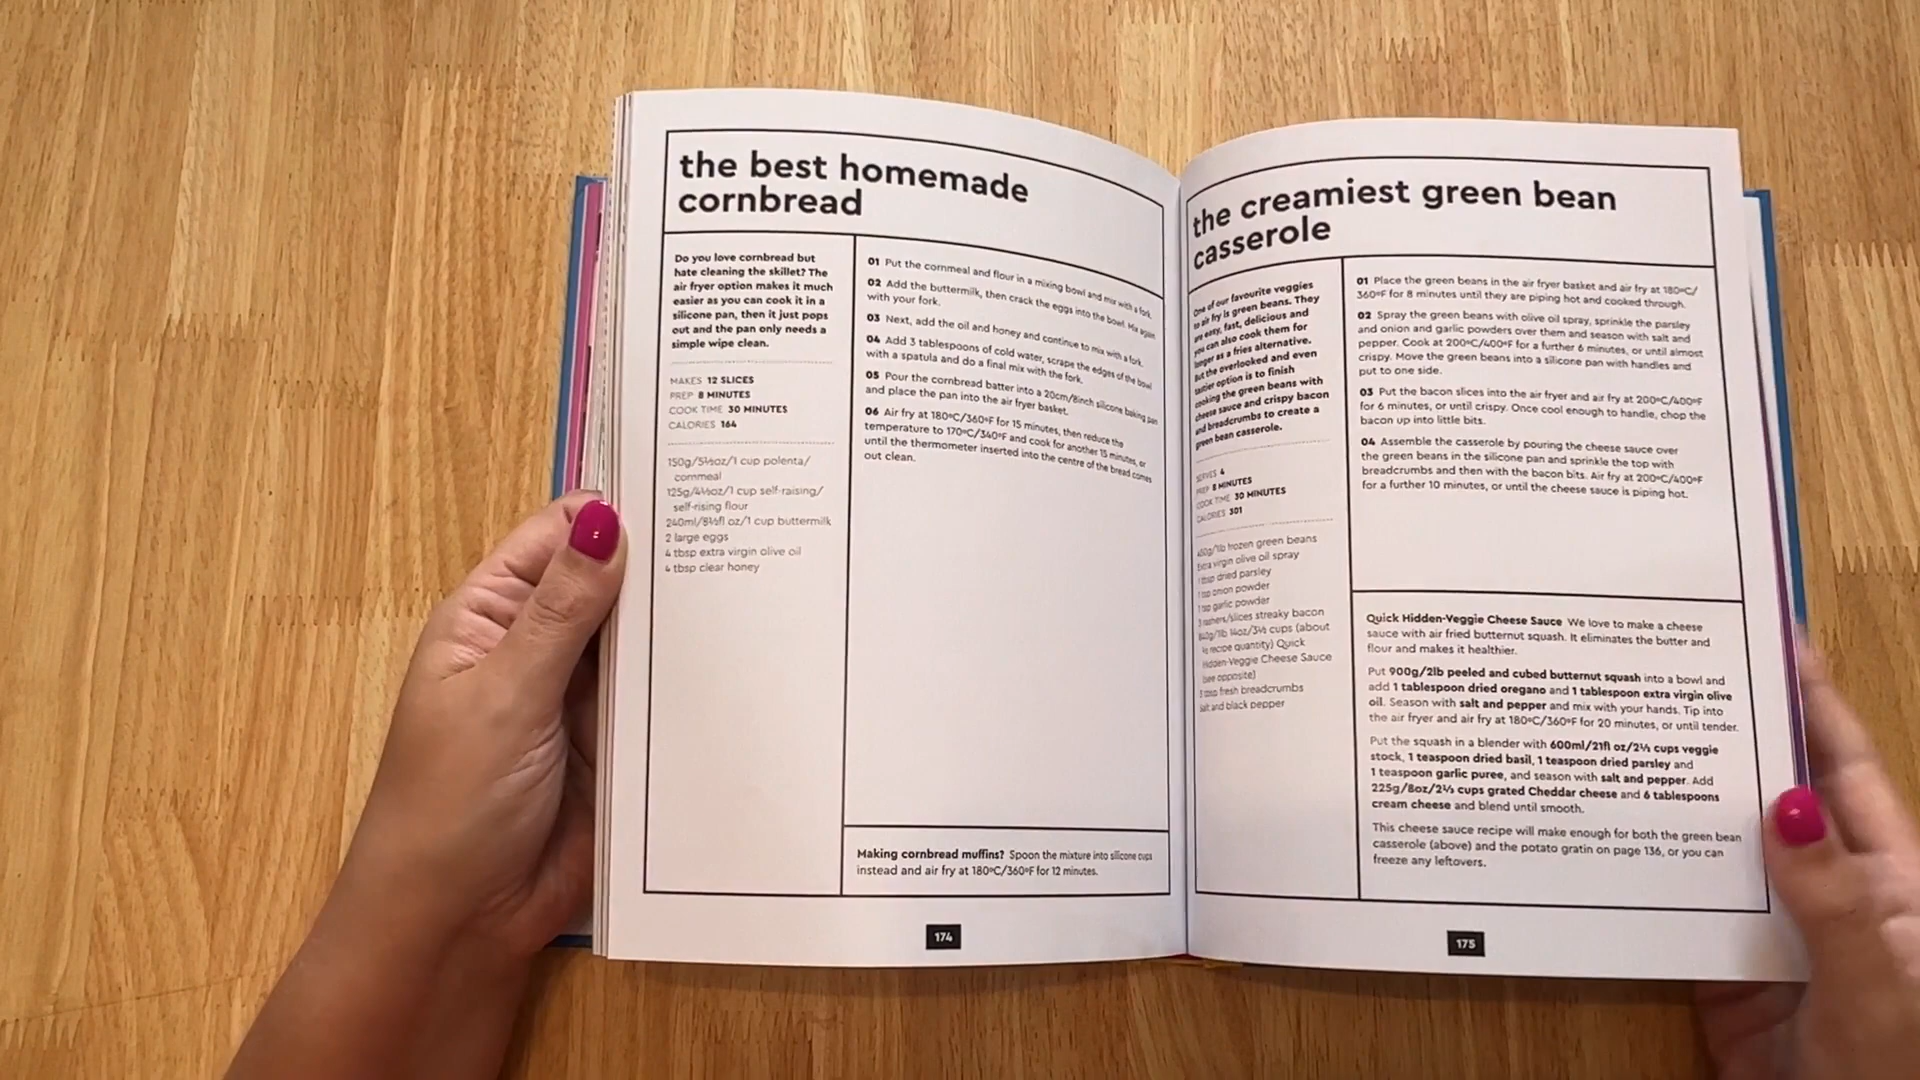 the best homemade
cornbread
Do you love cornbread but
hate cleaning the skillet? The
air fryer option makes it much
easier as you can cook it in a
silicone pan, then it just pops
out and the pan only needs a
simple wipe clean.
MAKES 12 SLICES
PREP 8 MINUTES
COOK TIME 30 MINUTES
CALORIES 164
150g/5½oz/1 cup polenta/
cornmeal
125g/4½oz/1 cup self-raising/
self-rising flour
240ml/8½fl oz/1 cup buttermilk
2 large eggs
4 tbsp extra virgin olive oil
4 tbsp clear honey
01 Put the cornmeal and flour in a mixing bowl and mix with a fork.
02 Add the buttermilk, then crack the eggs into the bowl. Mix again
with your fork.
03 Next, add the oil and honey and continue to mix with a fork.
04 Add 3 tablespoons of cold water, scrape the edges of the bowl
with a spatula and do a final mix with the fork.
05 Pour the cornbread batter into a 20cm/8inch silicone baking pan
and place the pan into the air fryer basket.
06 Air fry at 180ºC/360ºF for 15 minutes, then reduce the
temperature to 170ºC/340ºF and cook for another 15 minutes, or
until the thermometer inserted into the centre of the bread comes
out clean.
Making cornbread muffins? Spoon the mixture into silicone cups
instead and air fry at 180ºC/360ºF for 12 minutes.
174
the creamiest green bean
casserole
One of our favourite veggies
to air fry is green beans. They
are easy, fast, delicious and
you can also cook them for
longer as a fries alternative.
But the overlooked and even
tastier option is to finish
cooking the green beans with
cheese sauce and crispy bacon
and breadcrumbs to create a
green bean casserole.
SERVES 4
PREP 8 MINUTES
COOK TIME 30 MINUTES
CALORIES 301
450g/1lb frozen green beans
Extra virgin olive oil spray
1 tbsp dried parsley
1 tsp onion powder
1 tsp garlic powder
3 rashers/slices streaky bacon
14oz/3½ cups (about
recipe quantity) Quick
Hidden-Veggie Cheese Sauce
(see opposite)
3 tbsp fresh breadcrumbs
Salt and black pepper
01 Place the green beans in the air fryer basket and air fry at 180ºC/
360ºF for 8 minutes until they are piping hot and cooked through.
02 Spray the green beans with olive oil spray, sprinkle the parsley
and onion and garlic powders over them and season with salt and
pepper. Cook at 200ºC/400ºF for a further 6 minutes, or until almost
crispy. Move the green beans into a silicone pan with handles and
put to one side.
03 Put the bacon slices into the air fryer and air fry at 200ºC/400ºF
for 6 minutes, or until crispy. Once cool enough to handle, chop the
bacon up into little bits.
04 Assemble the casserole by pouring the cheese sauce over
the green beans in the silicone pan and sprinkle the top with
breadcrumbs and then with the bacon bits. Air fry at 200ºC/400ºF
for a further 10 minutes, or until the cheese sauce is piping hot.
Quick Hidden-Veggie Cheese Sauce We love to make a cheese
sauce with air fried butternut squash. It eliminates the butter and
flour and makes it healthier.
Put 900g/2lb peeled and cubed butternut squash into a bowl and
add 1 tablespoon dried oregano and 1 tablespoon extra virgin olive
oil. Season with salt and pepper and mix with your hands. Tip into
the air fryer and air fry at 180ºC/360ºF for 20 minutes, or until tender.
Put the squash in a blender with 600ml/21fl oz/2½ cups veggie
stock, 1 teaspoon dried basil, 1 teaspoon dried parsley and
1 teaspoon garlic puree, and season with salt and pepper. Add
225g/8oz/2½ cups grated Cheddar cheese and 6 tablespoons
cream cheese and blend until smooth.
This cheese sauce recipe will make enough for both the green bean
casserole (above) and the potato gratin on page 136, or you can
freeze any leftovers.
175